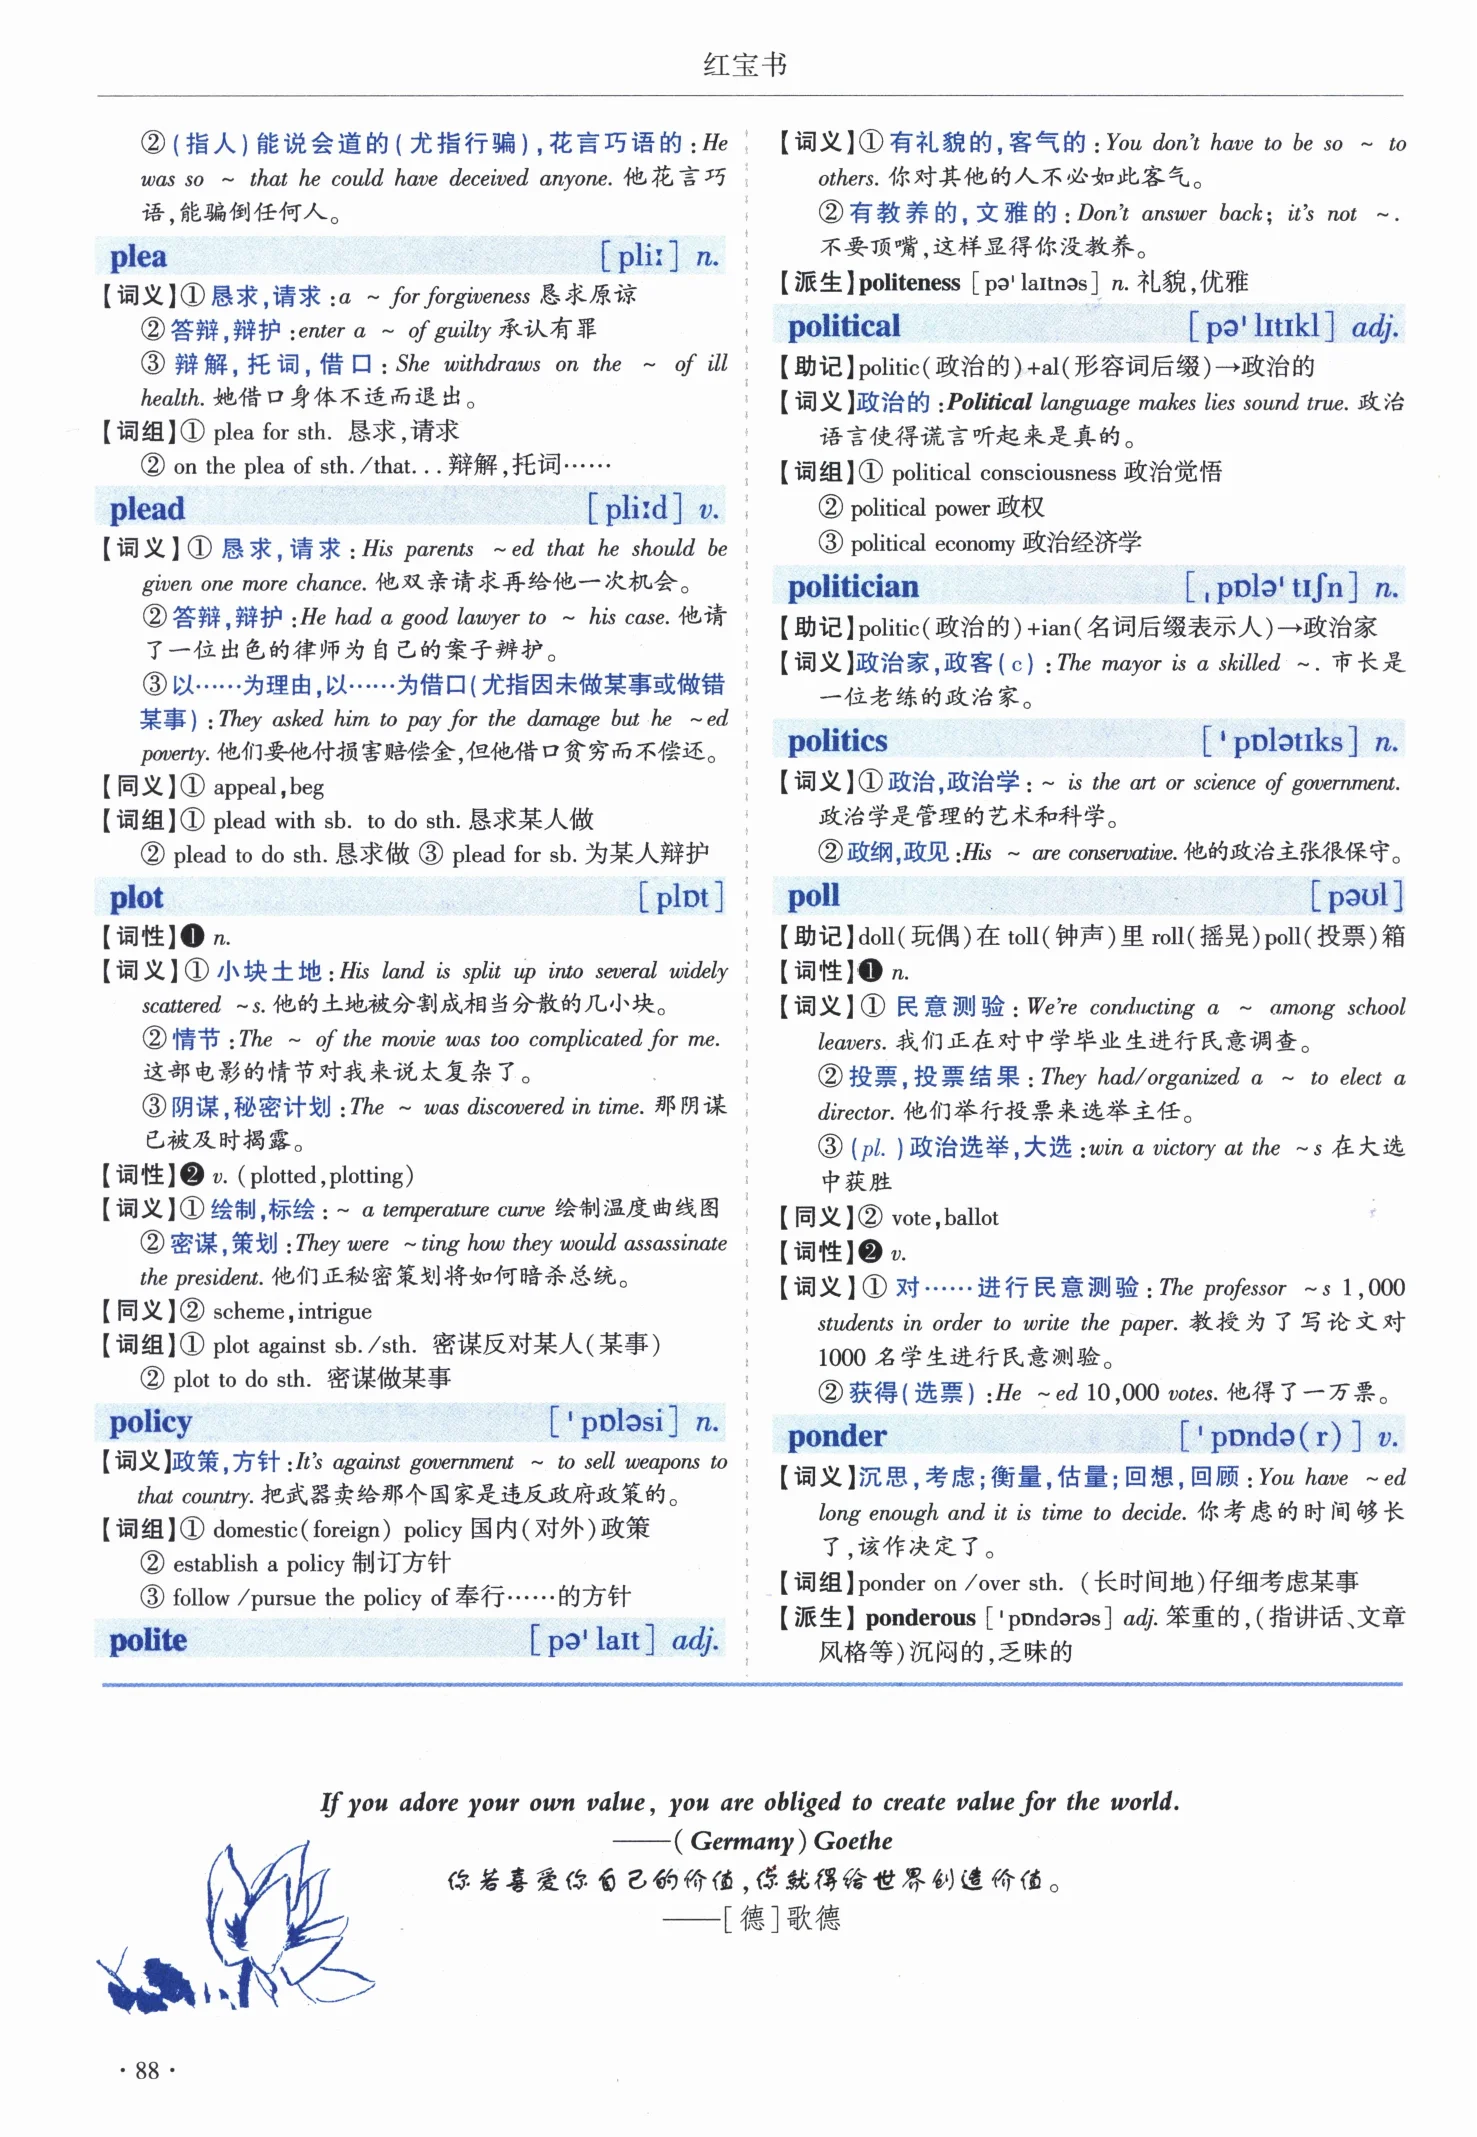 红宝书
②(指人)能说会道的(尤指行骗),花言巧语的:He
was so ~ that he could have deceived anyone. 他花言巧
语,能骗倒任何人。
plea [pliː] n.
【词义】①恳求,请求:a ~ for forgiveness 恳求原谅
②答辩,辩护:enter a ~ of guilty 承认有罪
③辩解,托词,借口:She withdraws on the ~ of ill
health. 她借口身体不适而退出。
【词组】① plea for sth. 恳求,请求
② on the plea of sth./that... 辩解,托词……
plead [pliːd] v.
【词义】①恳求,请求:His parents ~ed that he should be
given one more chance. 他双亲请求再给他一次机会。
②答辩,辩护:He had a good lawyer to ~ his case. 他请
了一位出色的律师为自己的案子辨护。
③以……为理由,以……为借口(尤指因未做某事或做错
某事):They asked him to pay for the damage but he ~ed
poverty. 他们要他付损害赔偿金,但他借口贫穷而不偿还。
【同义】① appeal,beg
【词组】① plead with sb. to do sth. 恳求某人做
② plead to do sth. 恳求做 ③ plead for sb. 为某人辩护
plot [plɒt]
【词性】❶ n.
【词义】①小块土地:His land is split up into several widely
scattered ~s. 他的土地被分割成相当分散的几小块。
②情节:The ~ of the movie was too complicated for me.
这部电影的情节对我来说太复杂了。
③阴谋,秘密计划:The ~ was discovered in time. 那阴谋
已被及时揭露。
【词性】❷ v. (plotted,plotting)
【词义】①绘制,标绘:~ a temperature curve 绘制温度曲线图
②密谋,策划:They were ~ting how they would assassinate
the president. 他们正秘密策划将如何暗杀总统。
【同义】② scheme,intrigue
【词组】① plot against sb./sth. 密谋反对某人(某事)
② plot to do sth. 密谋做某事
policy [ˈpɒləsi] n.
【词义】政策,方针:It's against government ~ to sell weapons to
that country. 把武器卖给那个国家是违反政府政策的。
【词组】① domestic(foreign) policy 国内(对外)政策
② establish a policy 制订方针
③ follow /pursue the policy of 奉行……的方针
polite [pəˈlaɪt] adj.
【词义】①有礼貌的,客气的:You don't have to be so ~ to
others. 你对其他的人不必如此客气。
②有教养的,文雅的:Don't answer back; it's not ~.
不要顶嘴,这样显得你没教养。
【派生】politeness [pəˈlaɪtnəs] n. 礼貌,优雅
political [pəˈlɪtɪkl] adj.
【助记】politic(政治的)+al(形容词后缀)→政治的
【词义】政治的:Political language makes lies sound true. 政治
语言使得谎言听起来是真的。
【词组】① political consciousness 政治觉悟
② political power 政权
③ political economy 政治经济学
politician [ˌpɒləˈtɪʃn] n.
【助记】politic(政治的)+ian(名词后缀表示人)→政治家
【词义】政治家,政客(c):The mayor is a skilled ~. 市长是
一位老练的政治家。
politics [ˈpɒlətɪks] n.
【词义】①政治,政治学:~ is the art or science of government.
政治学是管理的艺术和科学。
②政纲,政见:His ~ are conservative. 他的政治主张很保守。
poll [pəʊl]
【助记】doll(玩偶)在 toll(钟声)里 roll(摇晃)poll(投票)箱
【词性】❶ n.
【词义】①民意测验:We're conducting a ~ among school
leavers. 我们正在对中学毕业生进行民意调查。
②投票,投票结果:They had/organized a ~ to elect a
director. 他们举行投票来选举主任。
③(pl.)政治选举,大选:win a victory at the ~s 在大选
中获胜
【同义】② vote,ballot
【词性】❷ v.
【词义】①对……进行民意测验:The professor ~s 1,000
students in order to write the paper. 教授为了写论文对
1000 名学生进行民意测验。
②获得(选票):He ~ed 10,000 votes. 他得了一万票。
ponder [ˈpɒndə(r)] v.
【词义】沉思,考虑;衡量,估量;回想,回顾:You have ~ed
long enough and it is time to decide. 你考虑的时间够长
了,该作决定了。
【词组】ponder on /over sth. (长时间地)仔细考虑某事
【派生】ponderous [ˈpɒndərəs] adj. 笨重的,(指讲话、文章
风格等)沉闷的,乏味的
If you adore your own value, you are obliged to create value for the world.
——(Germany) Goethe
你若喜爱你自己的价值,你就得给世界创造价值。
——[德]歌德
·88·